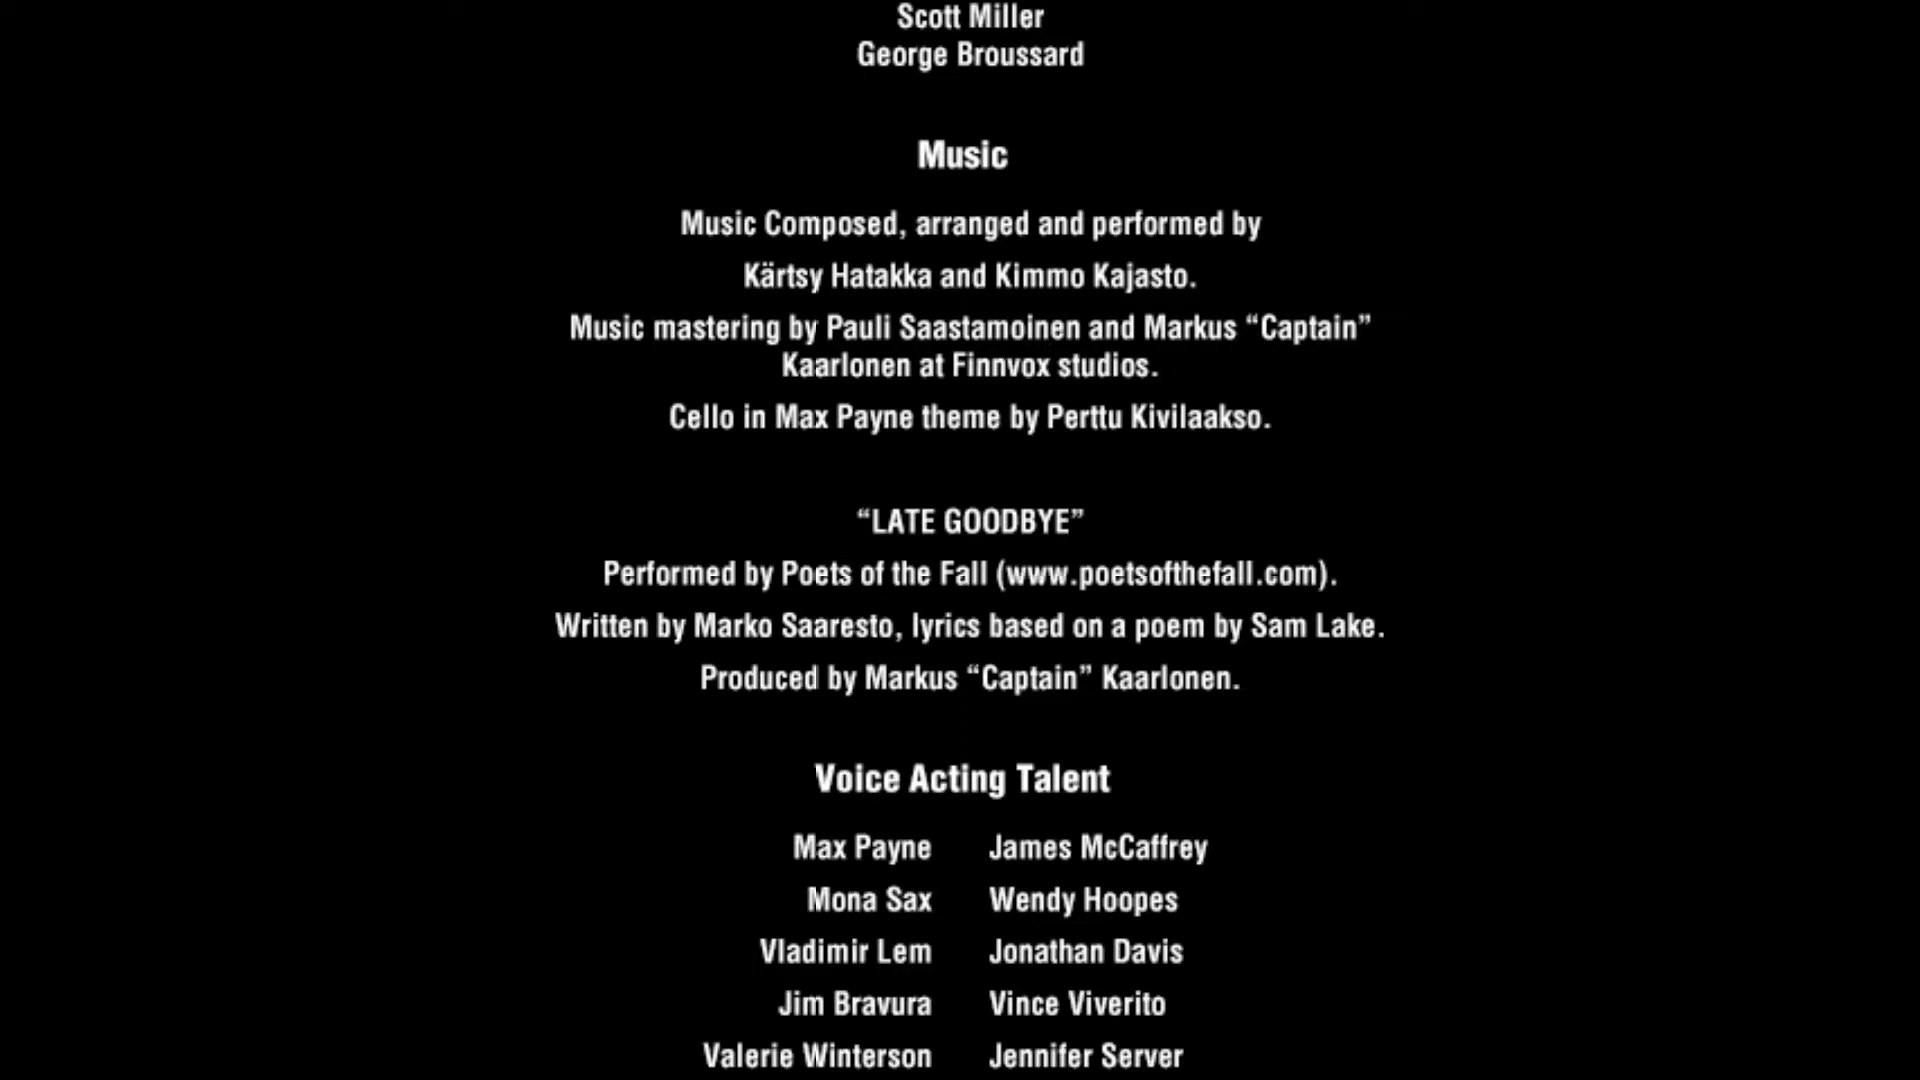 Scott Miller
George Broussard
Music
Music Composed, arranged and performed by
Kärtsy Hatakka and Kimmo Kajasto.
Music mastering by Pauli Saastamoinen and Markus “Captain”
Kaarlonen at Finnvox studios.
Cello in Max Payne theme by Perttu Kivilaakso.
“LATE GOODBYE”
Performed by Poets of the Fall (www.poetsofthefall.com).
Written by Marko Saaresto, lyrics based on a poem by Sam Lake.
Produced by Markus “Captain” Kaarlonen.
Voice Acting Talent
Max Payne James McCaffrey
Mona Sax Wendy Hoopes
Vladimir Lem Jonathan Davis
Jim Bravura Vince Viverito
Valerie Winterson Jennifer Server